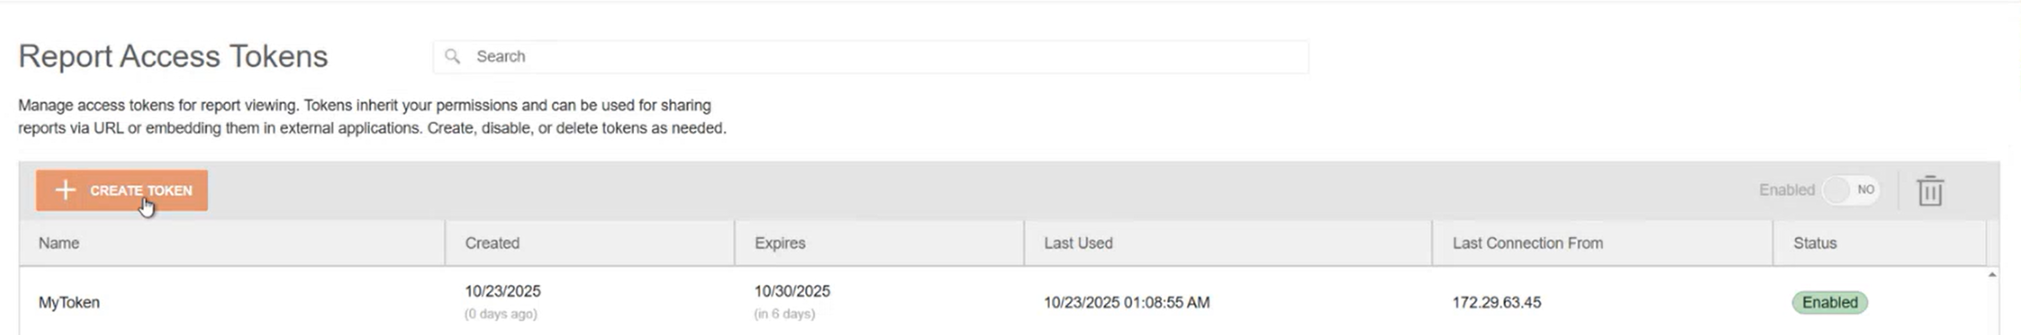 Report Access Tokens
Search
Manage access tokens for report viewing. Tokens inherit your permissions and can be used for sharing
reports via URL or embedding them in external applications. Create, disable, or delete tokens as needed.
CREATE TOKEN
Enabled NO
Name Created Expires Last Used Last Connection From Status
MyToken 10/23/2025 10/30/2025 10/23/2025 01:08:55 AM 172.29.63.45 Enabled
(0 days ago) (in 6 days)